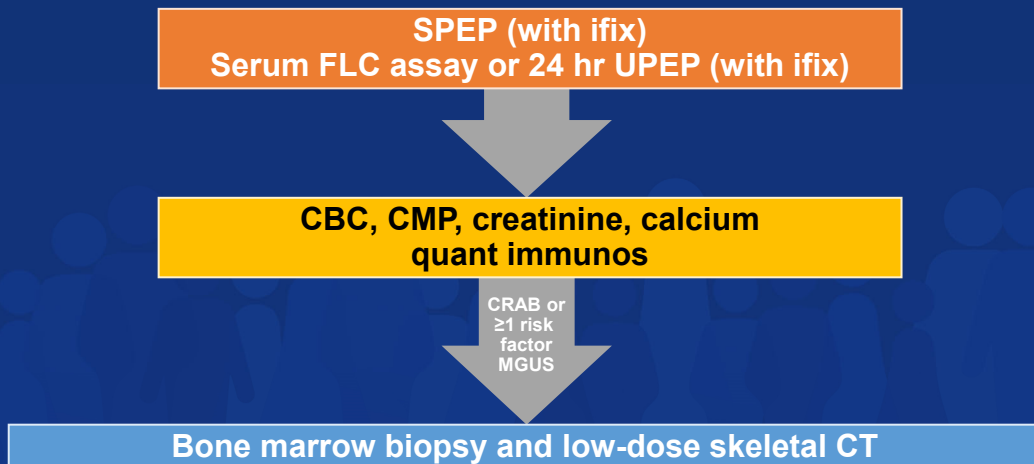 SPEP (with ifix)
Serum FLC assay or 24 hr UPEP (with ifix)
CBC, CMP, creatinine, calcium
quant immunos
CRAB or
≥1 risk
factor
MGUS
Bone marrow biopsy and low-dose skeletal CT